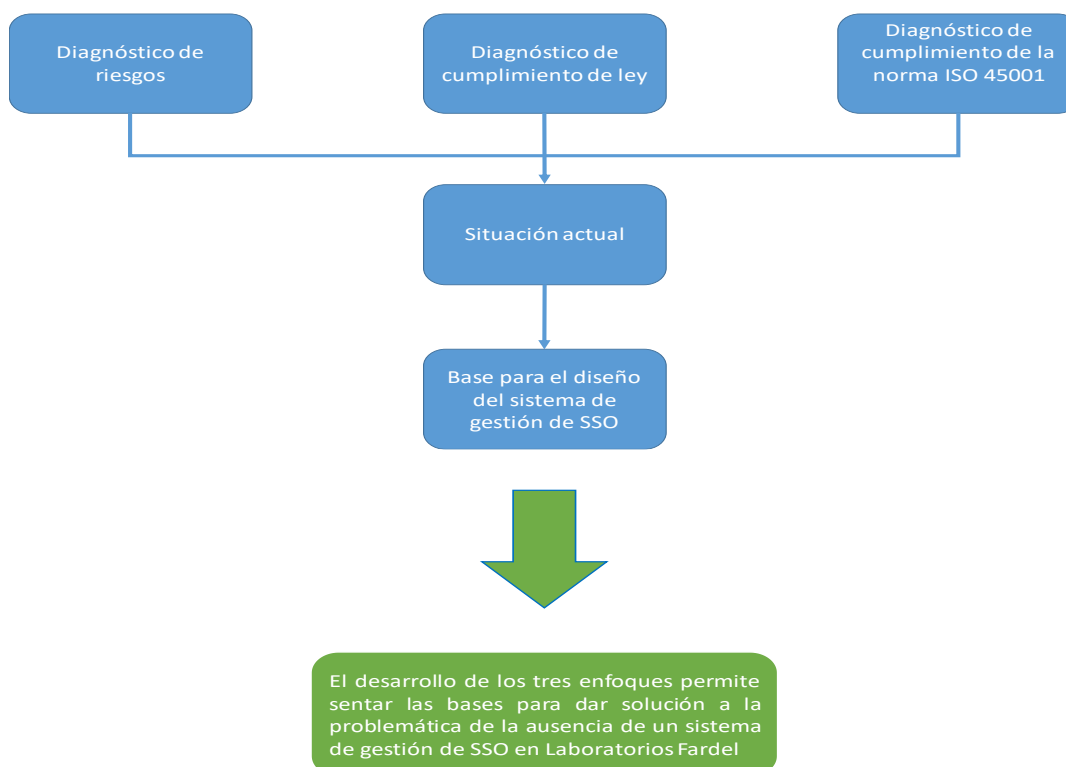 Diagnóstico de
riesgos
Diagnóstico de
cumplimiento de ley
Diagnóstico de
cumplimiento de la
norma ISO 45001
Situación actual
Base para el diseño
del sistema de
gestión de SSO
El desarrollo de los tres enfoques permite
sentar las bases para dar solución a la
problemática de la ausencia de un sistema
de gestión de SSO en Laboratorios Fardel